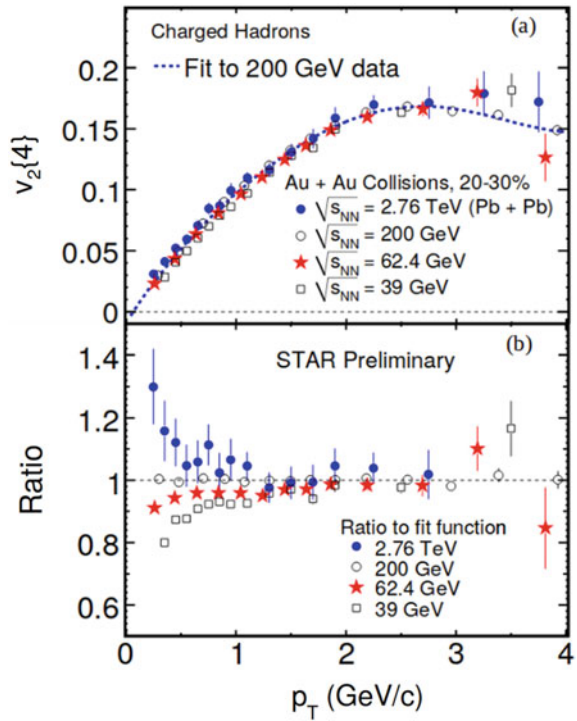 Charged Hadrons
(a)
Fit to 200 GeV data
0.2
0.15
0.1
0.05
0
v₂{4}
Au + Au Collisions, 20-30%
√sNN = 2.76 TeV (Pb + Pb)
√sNN = 200 GeV
√sNN = 62.4 GeV
√sNN = 39 GeV
(b)
STAR Preliminary
1.4
1.2
1
0.8
0.6
Ratio
Ratio to fit function
2.76 TeV
200 GeV
62.4 GeV
39 GeV
0 1 2 3 4
pT (GeV/c)